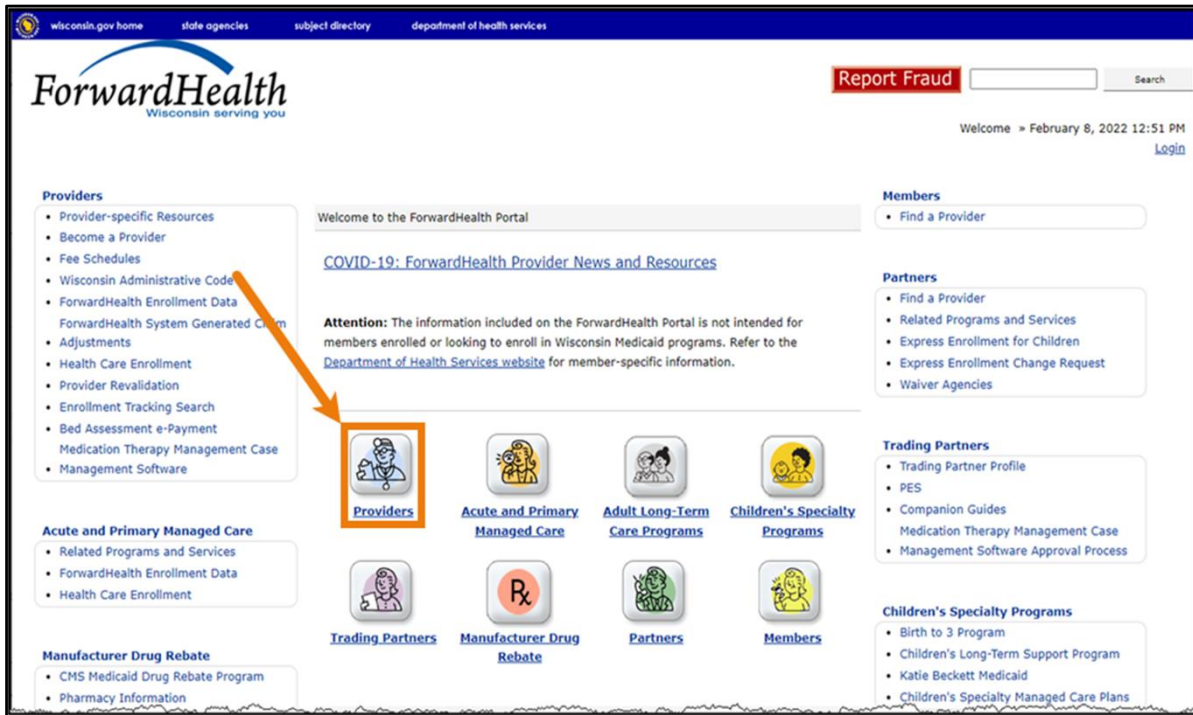 wisconsin.gov home state agencies subject directory department of health services
ForwardHealth
Wisconsin serving you
Report Fraud
Search
Welcome » February 8, 2022 12:51 PM
Login
Providers
• Provider-specific Resources
• Become a Provider
• Fee Schedules
• Wisconsin Administrative Code
• ForwardHealth Enrollment Data
ForwardHealth System Generated Claim
• Adjustments
• Health Care Enrollment
• Provider Revalidation
• Enrollment Tracking Search
• Bed Assessment e-Payment
Medication Therapy Management Case
• Management Software
Acute and Primary Managed Care
• Related Programs and Services
• ForwardHealth Enrollment Data
• Health Care Enrollment
Manufacturer Drug Rebate
• CMS Medicaid Drug Rebate Program
• Pharmacy Information
Welcome to the ForwardHealth Portal
COVID-19: ForwardHealth Provider News and Resources
Attention: The information included on the ForwardHealth Portal is not intended for
members enrolled or looking to enroll in Wisconsin Medicaid programs. Refer to the
Department of Health Services website for member-specific information.
Providers
Acute and Primary
Managed Care
Adult Long-Term
Care Programs
Children's Specialty
Programs
Trading Partners
Rx
Manufacturer Drug
Rebate
Partners
Members
Members
• Find a Provider
Partners
• Find a Provider
• Related Programs and Services
• Express Enrollment for Children
• Express Enrollment Change Request
• Waiver Agencies
Trading Partners
• Trading Partner Profile
• PES
• Companion Guides
Medication Therapy Management Case
• Management Software Approval Process
Children's Specialty Programs
• Birth to 3 Program
• Children's Long-Term Support Program
• Katie Beckett Medicaid
• Children's Specialty Managed Care Plans